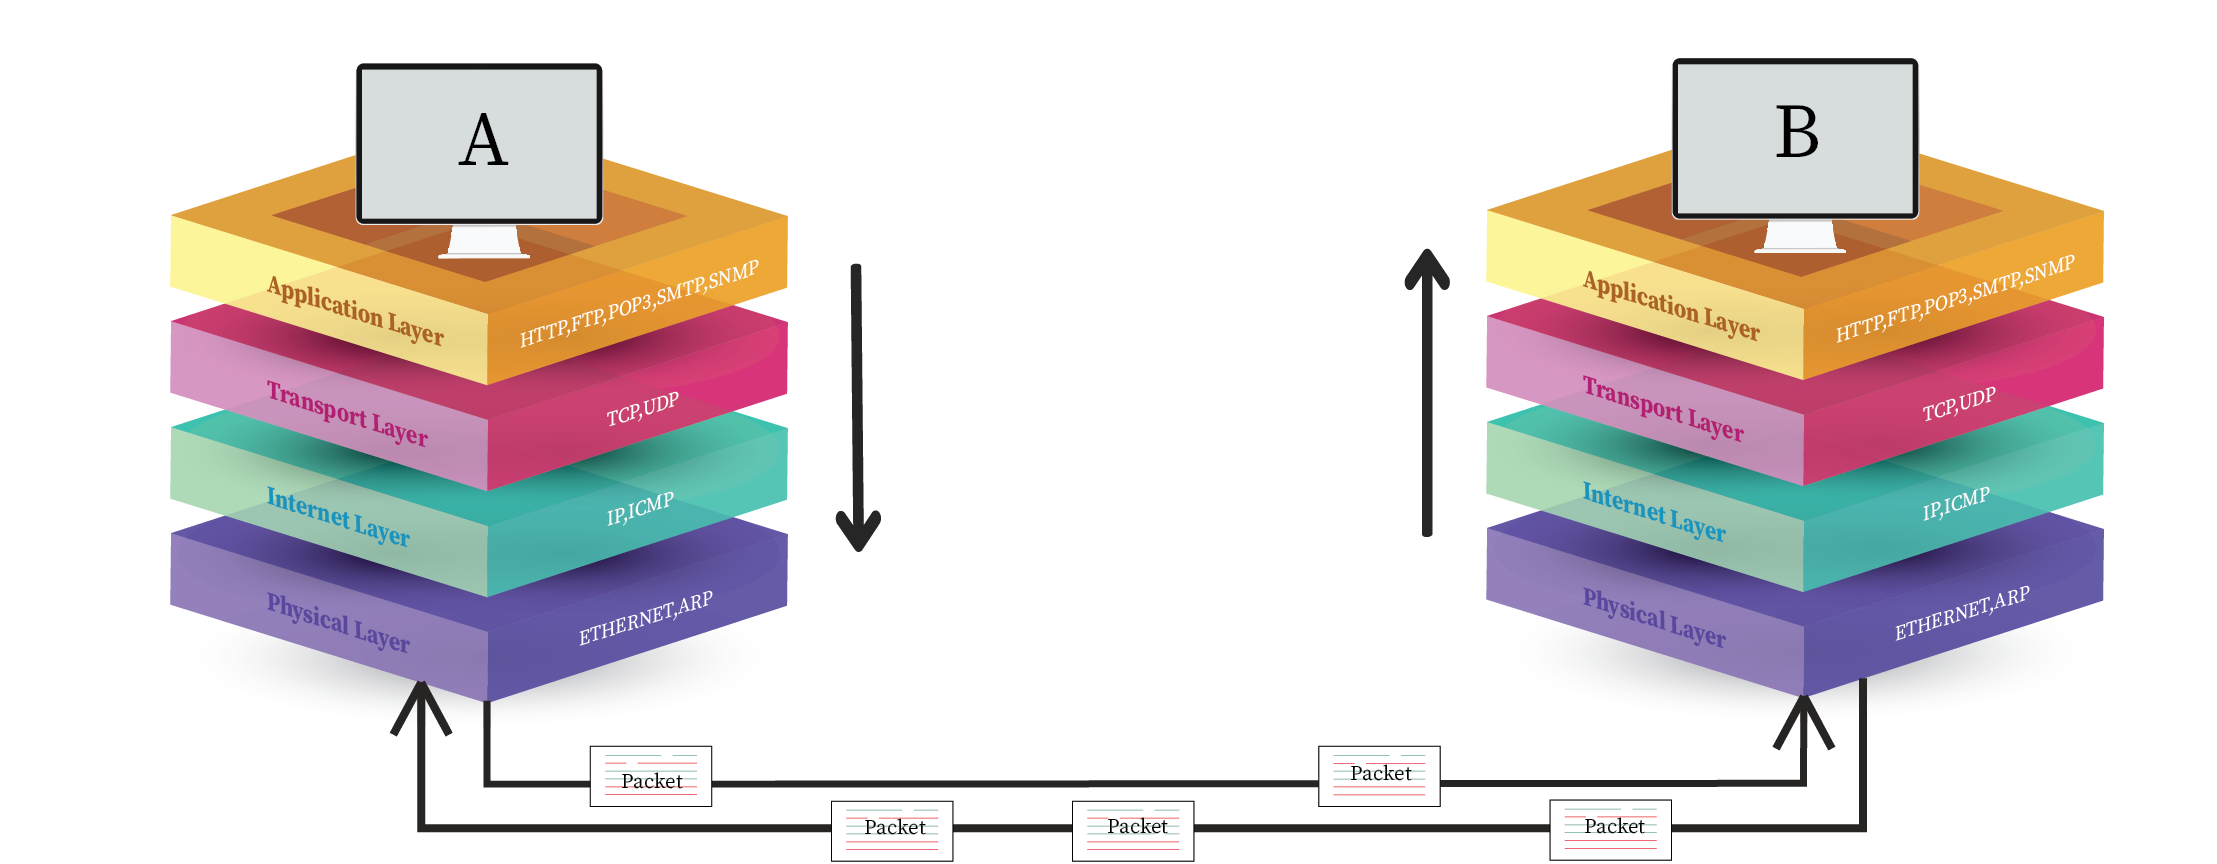 A
Application Layer
HTTP,FTP,POP3,SMTP,SNMP
Transport Layer
TCP,UDP
Internet Layer
IP,ICMP
Physical Layer
ETHERNET,ARP
B
Application Layer
HTTP,FTP,POP3,SMTP,SNMP
Transport Layer
TCP,UDP
Internet Layer
IP,ICMP
Physical Layer
ETHERNET,ARP
Packet
Packet
Packet
Packet
Packet